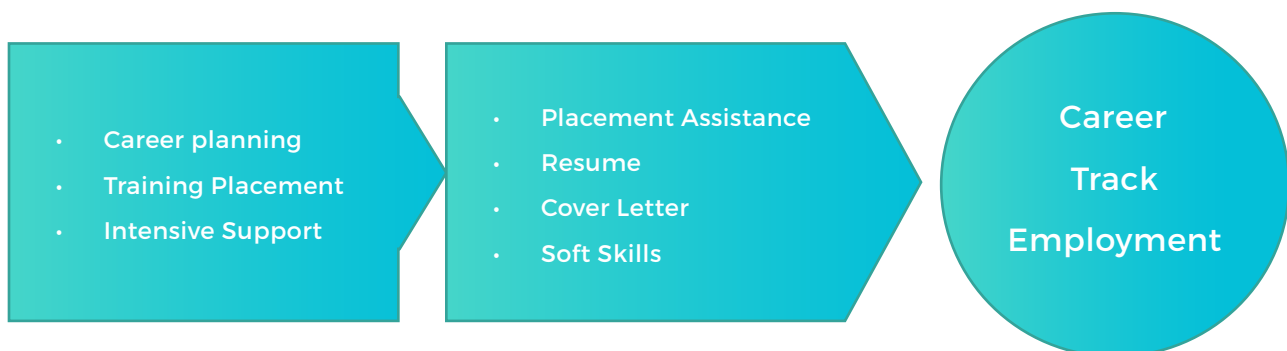 • Career planning
• Training Placement
• Intensive Support
• Placement Assistance
• Resume
• Cover Letter
• Soft Skills
Career
Track
Employment